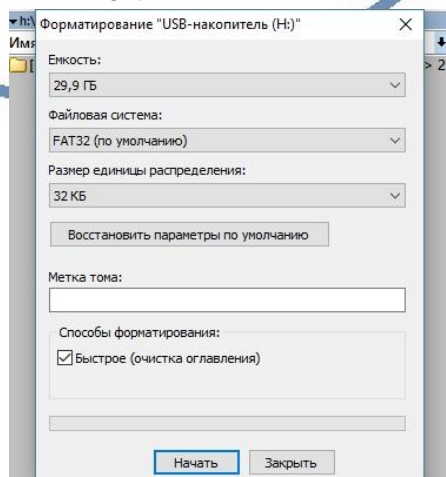 h:\
Форматирование "USB-накопитель (H:)"
Имя
[
> 2
Емкость:
29,9 ГБ
Файловая система:
FAT32 (по умолчанию)
Размер единицы распределения:
32 КБ
Восстановить параметры по умолчанию
Метка тома:
Способы форматирования:
Быстрое (очистка оглавления)
Начать
Закрыть